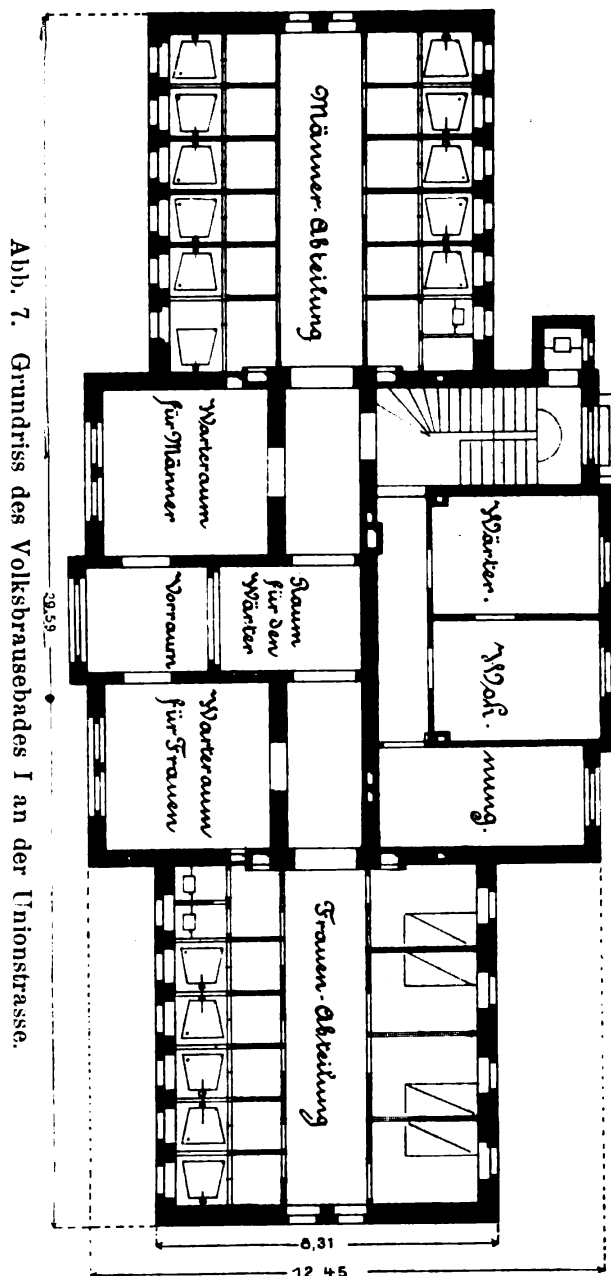 Männer-Abteilung
Warteraum
für Männer
Wärter.
Raum
für den
Wärter
Vorraum
Woh.
nung.
Warteraum
für Frauen
Frauen-Abteilung
29.59
8,31
12,45
Abb. 7. Grundriss des Volksbrausebades I an der Unionstrasse.